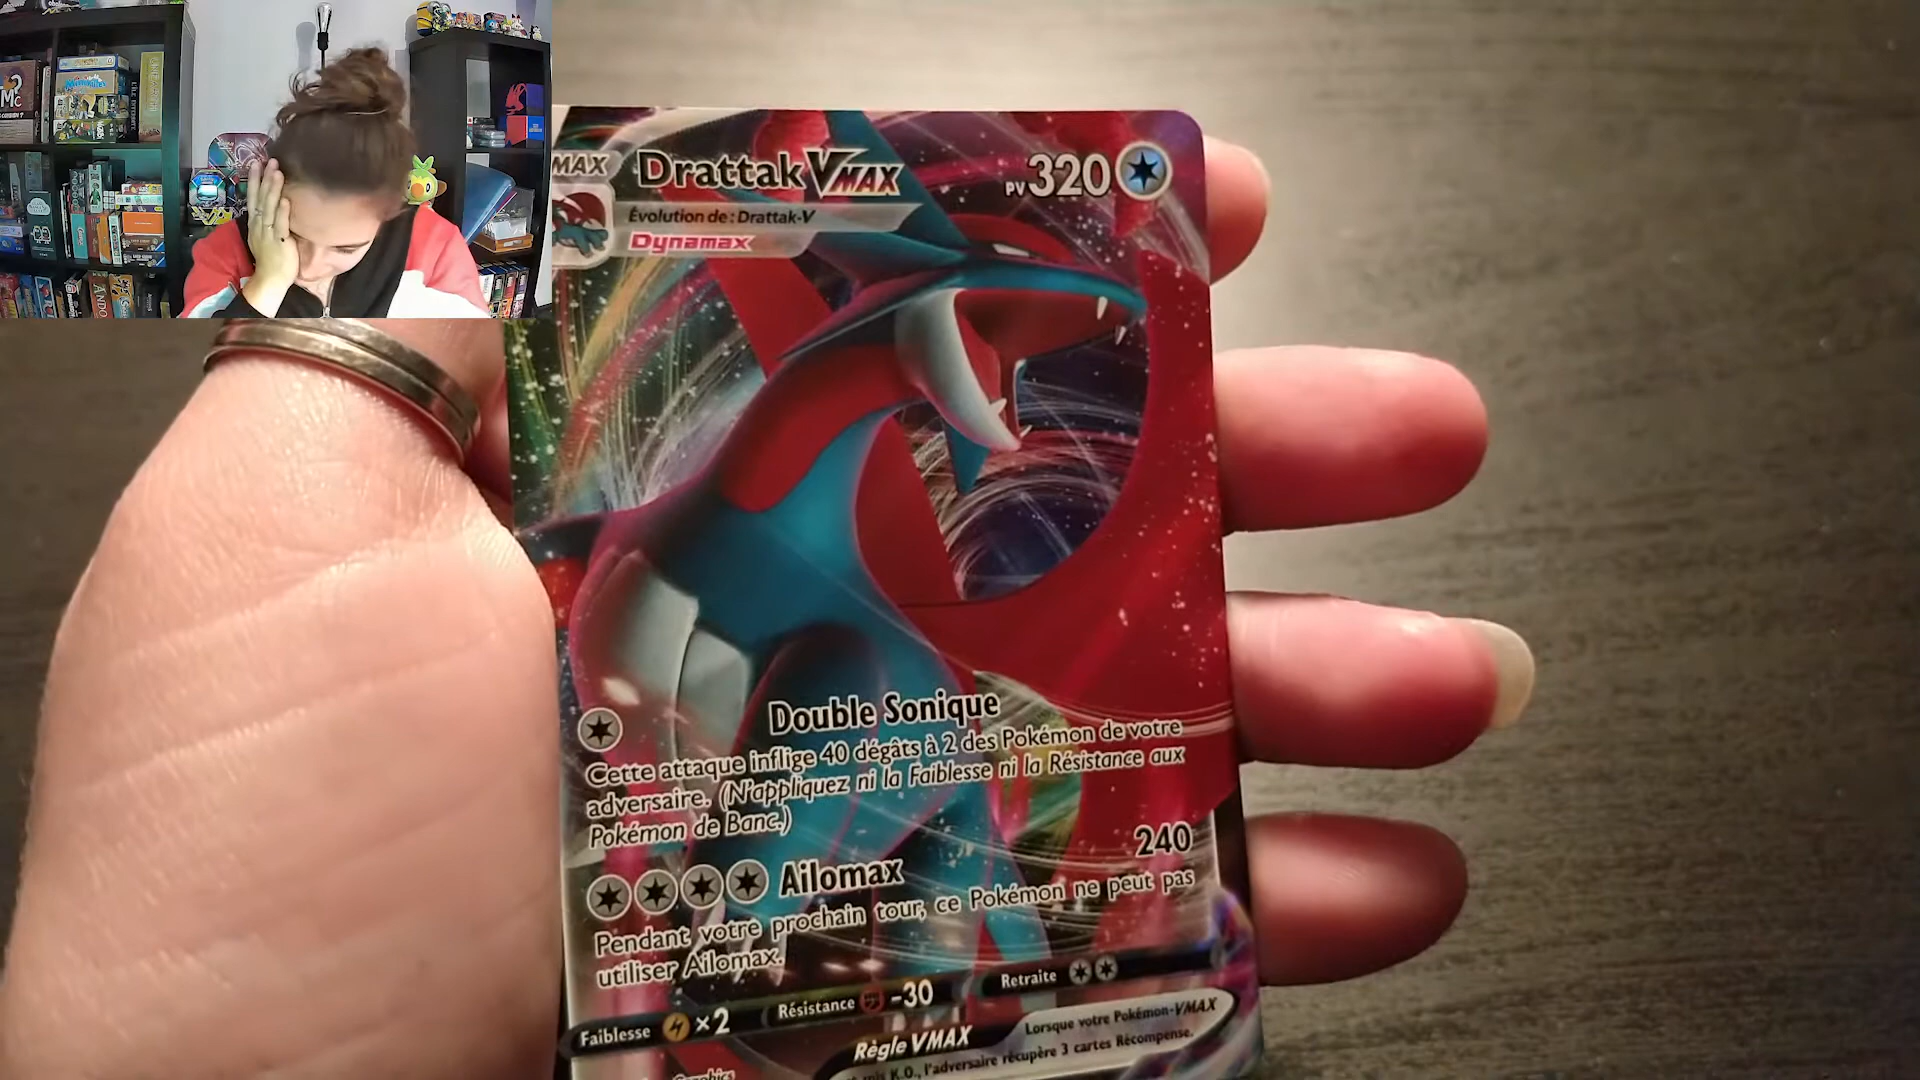 MAX
Drattak VMAX
PV 320
Évolution de : Drattak-V
Dynamax
Double Sonique
Cette attaque inflige 40 dégâts à 2 des Pokémon de votre
adversaire. (N'appliquez ni la Faiblesse ni la Résistance aux
Pokémon de Banc.)
Ailomax 240
Pendant votre prochain tour, ce Pokémon ne peut pas
utiliser Ailomax.
Faiblesse ×2 Résistance -30 Retraite
Règle VMAX
Lorsque votre Pokémon-VMAX
mis K.O., l'adversaire récupère 3 cartes Récompense.